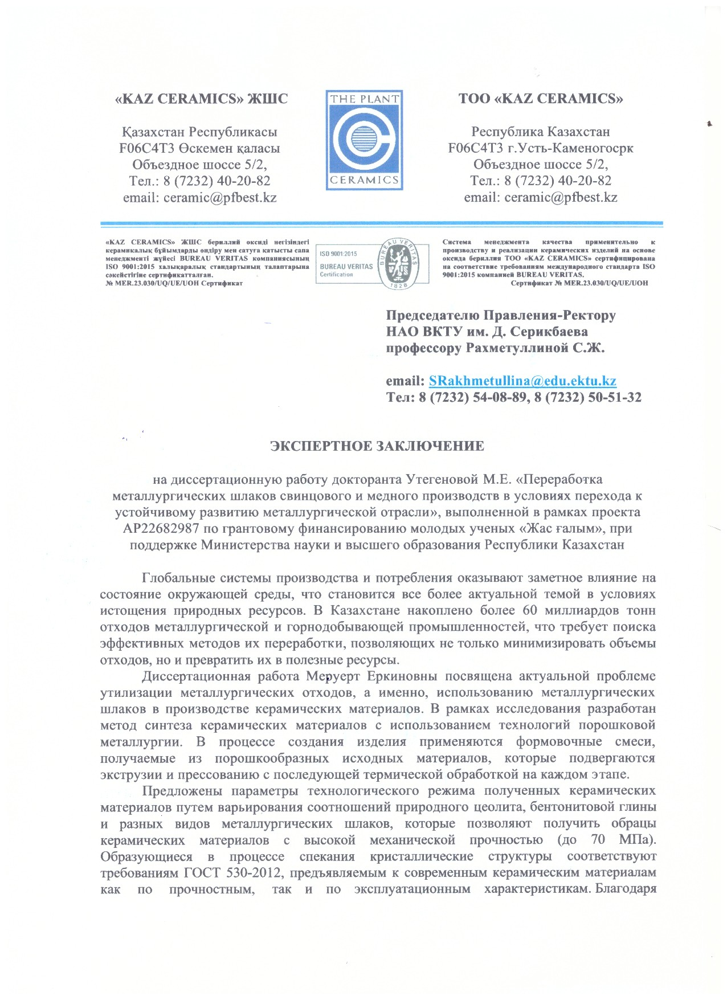 «KAZ CERAMICS» ЖШС
Қазахстан Республикасы
F06C4T3 Өскемен қаласы
Объездное шоссе 5/2,
Тел.: 8 (7232) 40-20-82
email: ceramic@pfbest.kz
THE PLANT
CERAMICS
ТОО «KAZ CERAMICS»
Республика Казахстан
F06C4T3 г.Усть-Каменогосрк
Объездное шоссе 5/2,
Тел.: 8 (7232) 40-20-82
email: ceramic@pfbest.kz
«KAZ CERAMICS» ЖШС бериллий оксиді негізіндегі
керамикалық бұйымдарды өндіру мен сатуға қатысты сапа
менеджменті жүйесі BUREAU VERITAS компаниясының
ISO 9001:2015 халықаралық стандартының талаптарына
сәкейстігіне сертификатталған.
№ MER.23.030/UQ/UE/UOH Сертификат
ISO 9001:2015
BUREAU VERITAS
Certification
BUREAU VERITAS
1828
Система менеджмента качества применительно к
производству и реализации керамических изделий на основе
оксида бериллия ТОО «KAZ CERAMICS» сертифицирована
на соответствие требованиям международного стандарта ISO
9001:2015 компанией BUREAU VERITAS.
Сертификат № MER.23.030/UQ/UE/UOH
Председателю Правления-Ректору
НАО ВКТУ им. Д. Серикбаева
профессору Рахметуллиной С.Ж.
email: SRakhmetullina@edu.ektu.kz
Тел: 8 (7232) 54-08-89, 8 (7232) 50-51-32
ЭКСПЕРТНОЕ ЗАКЛЮЧЕНИЕ
на диссертационную работу докторанта Утегеновой М.Е. «Переработка
металлургических шлаков свинцового и медного производств в условиях перехода к
устойчивому развитию металлургической отрасли», выполненной в рамках проекта
АР22682987 по грантовому финансированию молодых ученых «Жас ғалым», при
поддержке Министерства науки и высшего образования Республики Казахстан
Глобальные системы производства и потребления оказывают заметное влияние на
состояние окружающей среды, что становится все более актуальной темой в условиях
истощения природных ресурсов. В Казахстане накоплено более 60 миллиардов тонн
отходов металлургической и горнодобывающей промышленностей, что требует поиска
эффективных методов их переработки, позволяющих не только минимизировать объемы
отходов, но и превратить их в полезные ресурсы.
Диссертационная работа Меруерт Еркиновны посвящена актуальной проблеме
утилизации металлургических отходов, а именно, использованию металлургических
шлаков в производстве керамических материалов. В рамках исследования разработан
метод синтеза керамических материалов с использованием технологий порошковой
металлургии. В процессе создания изделия применяются формовочные смеси,
получаемые из порошкообразных исходных материалов, которые подвергаются
экструзии и прессованию с последующей термической обработкой на каждом этапе.
Предложены параметры технологического режима полученных керамических
материалов путем варьирования соотношений природного цеолита, бентонитовой глины
и разных видов металлургических шлаков, которые позволяют получить обрацы
керамических материалов с высокой механической прочностью (до 70 МПа).
Образующиеся в процессе спекания кристаллические структуры соответствуют
требованиям ГОСТ 530-2012, предъявляемым к современным керамическим материалам
как по прочностным, так и по эксплуатационным характеристикам. Благодаря